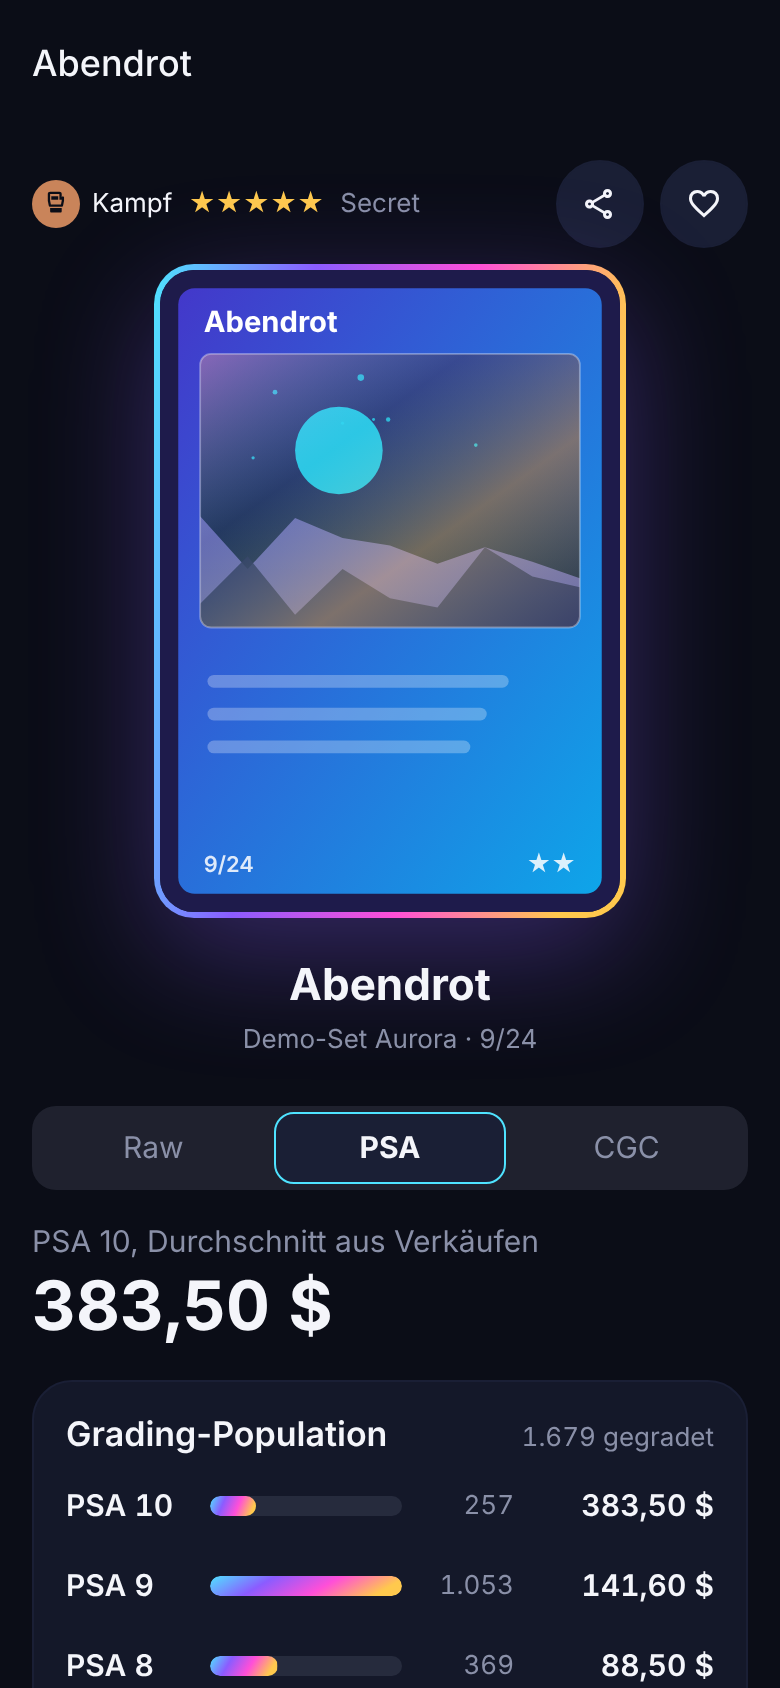 Abendrot
Kampf ★★★★★ Secret
Abendrot
9/24 ★★
Abendrot
Demo-Set Aurora · 9/24
Raw PSA CGC
PSA 10, Durchschnitt aus Verkäufen
383,50 $
Grading-Population 1.679 gegradet
PSA 10 257 383,50 $
PSA 9 1.053 141,60 $
PSA 8 369 88,50 $